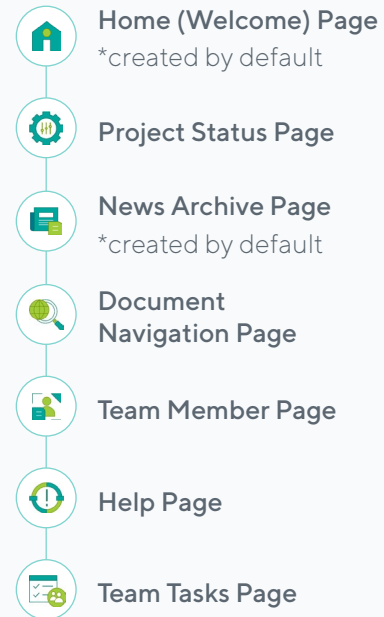 Home (Welcome) Page
*created by default
Project Status Page
News Archive Page
*created by default
Document
Navigation Page
Team Member Page
Help Page
Team Tasks Page